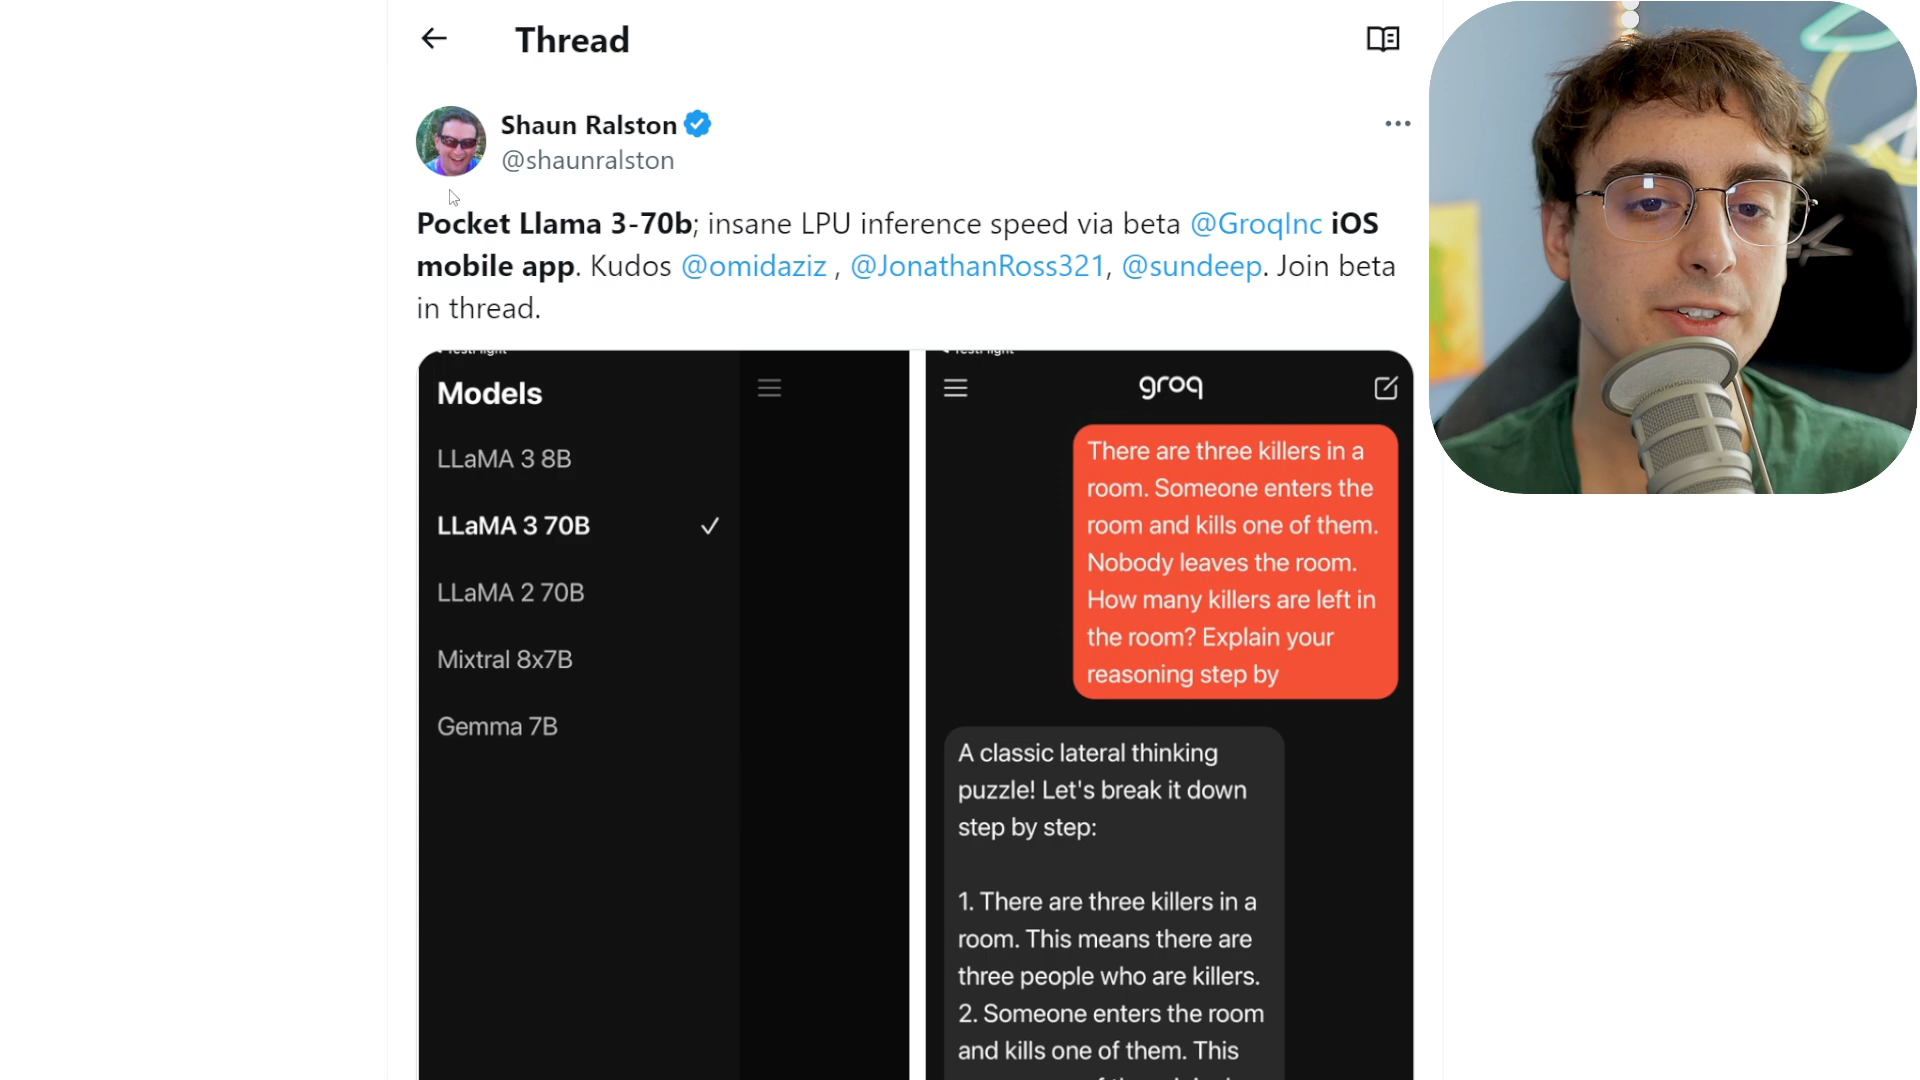 Thread
Shaun Ralston
@shaunralston
Pocket Llama 3-70b; insane LPU inference speed via beta @GroqInc iOS
mobile app. Kudos @omidaziz , @JonathanRoss321, @sundeep. Join beta
in thread.
Models
LLaMA 3 8B
LLaMA 3 70B
LLaMA 2 70B
Mixtral 8x7B
Gemma 7B
groq
There are three killers in a
room. Someone enters the
room and kills one of them.
Nobody leaves the room.
How many killers are left in
the room? Explain your
reasoning step by
A classic lateral thinking
puzzle! Let's break it down
step by step:
1. There are three killers in a
room. This means there are
three people who are killers.
2. Someone enters the room
and kills one of them. This